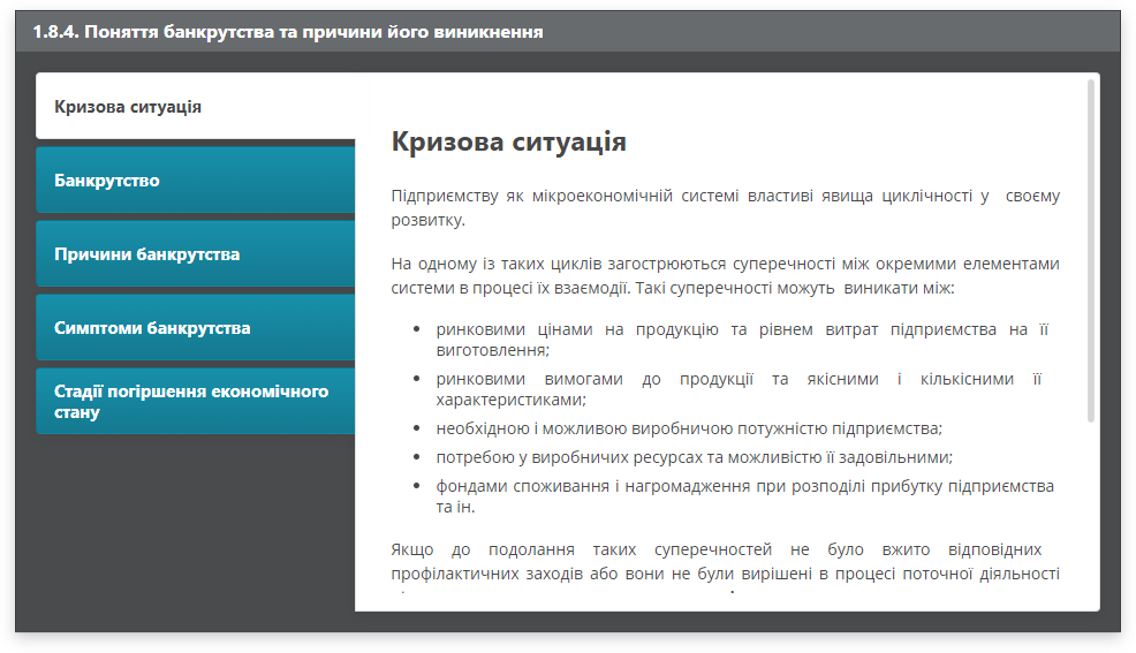 1.8.4. Поняття банкрутства та причини його виникнення
Кризова ситуація
Банкрутство
Причини банкрутства
Симптоми банкрутства
Стадії погіршення економічного
стану
Кризова ситуація
Підприємству як мікроекономічній системі властиві явища циклічності у своєму
розвитку.
На одному із таких циклів загострюються суперечності між окремими елементами
системи в процесі їх взаємодії. Такі суперечності можуть виникати між:
• ринковими цінами на продукцію та рівнем витрат підприємства на її
виготовлення;
• ринковими вимогами до продукції та якісними і кількісними її
характеристиками;
• необхідною і можливою виробничою потужністю підприємства;
• потребою у виробничих ресурсах та можливістю її задовільними;
• фондами споживання і нагромадження при розподілі прибутку підприємства
та ін.
Якщо до подолання таких суперечностей не було вжито відповідних
профілактичних заходів або вони не були вирішені в процесі поточної діяльності